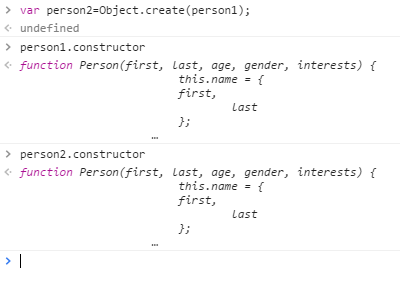 var person2=Object.create(person1);
undefined
person1.constructor
function Person(first, last, age, gender, interests) {
this.name = {
first,
last
};
…
person2.constructor
function Person(first, last, age, gender, interests) {
this.name = {
first,
last
};
…